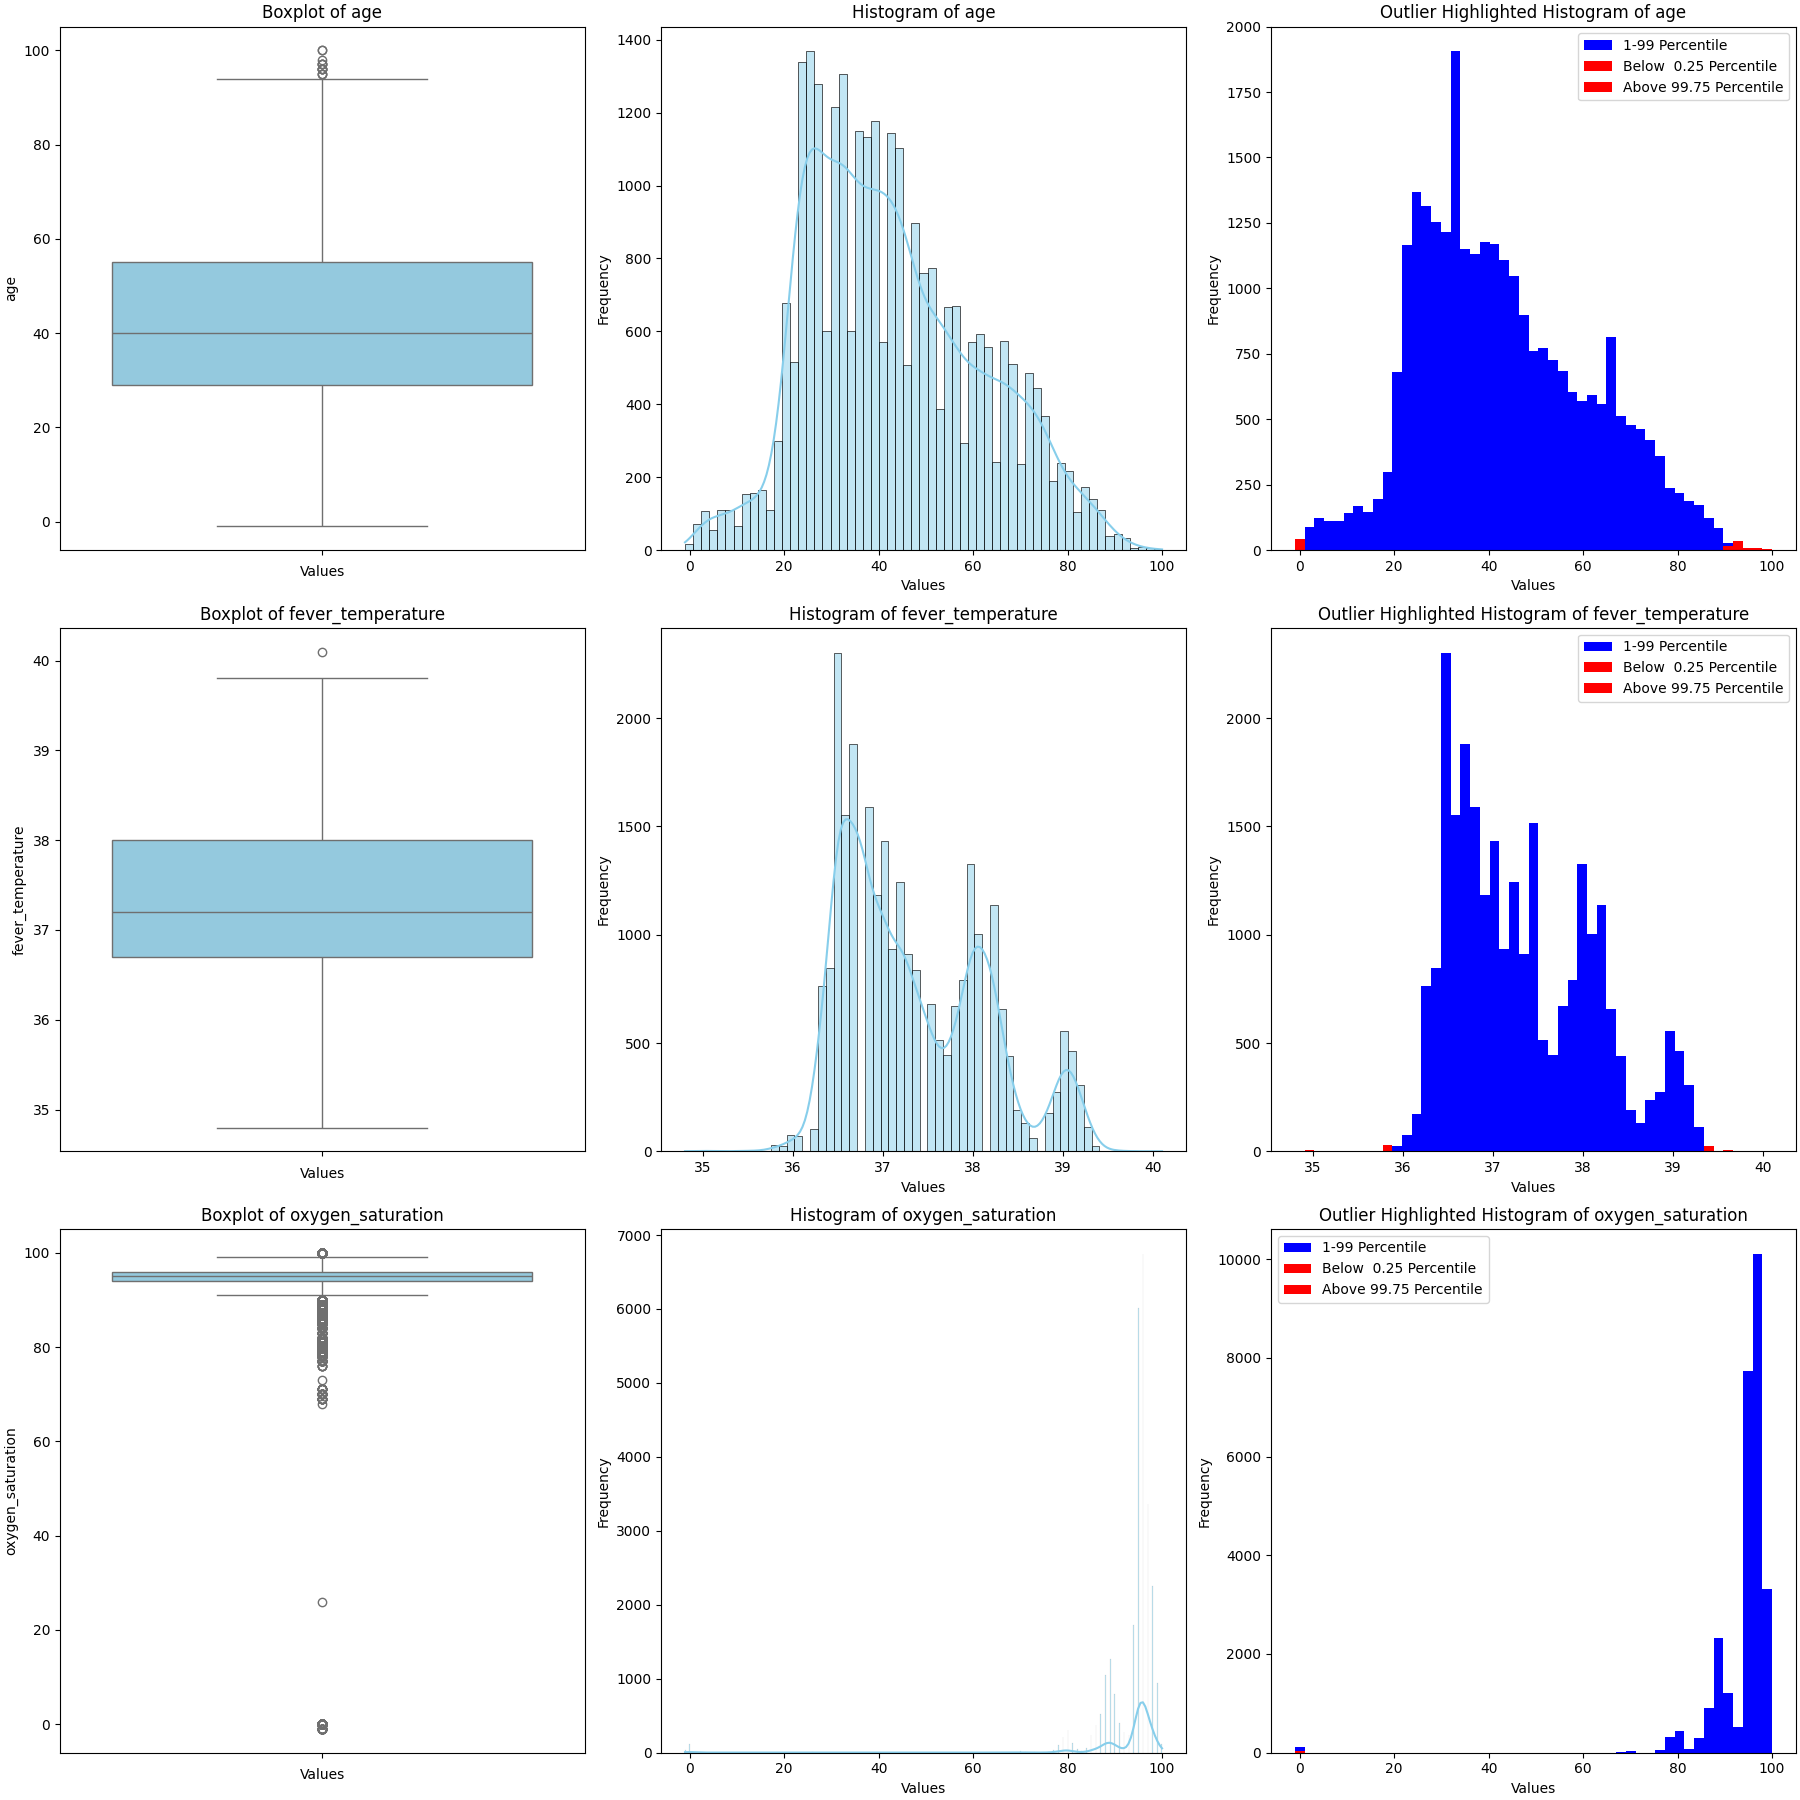 Boxplot of age
100
80
60
40
20
0
age
Values
Histogram of age
1400
1200
1000
800
600
400
200
0
Frequency
0 20 40 60 80 100
Values
Outlier Highlighted Histogram of age
2000
1750
1500
1250
1000
750
500
250
0
Frequency
1-99 Percentile
Below  0.25 Percentile
Above 99.75 Percentile
0 20 40 60 80 100
Values
Boxplot of fever_temperature
40
39
38
37
36
35
fever_temperature
Values
Histogram of fever_temperature
2000
1500
1000
500
0
Frequency
35 36 37 38 39 40
Values
Outlier Highlighted Histogram of fever_temperature
2000
1500
1000
500
0
Frequency
1-99 Percentile
Below  0.25 Percentile
Above 99.75 Percentile
35 36 37 38 39 40
Values
Boxplot of oxygen_saturation
100
80
60
40
20
0
oxygen_saturation
Values
Histogram of oxygen_saturation
7000
6000
5000
4000
3000
2000
1000
0
Frequency
0 20 40 60 80 100
Values
Outlier Highlighted Histogram of oxygen_saturation
10000
8000
6000
4000
2000
0
Frequency
1-99 Percentile
Below  0.25 Percentile
Above 99.75 Percentile
0 20 40 60 80 100
Values